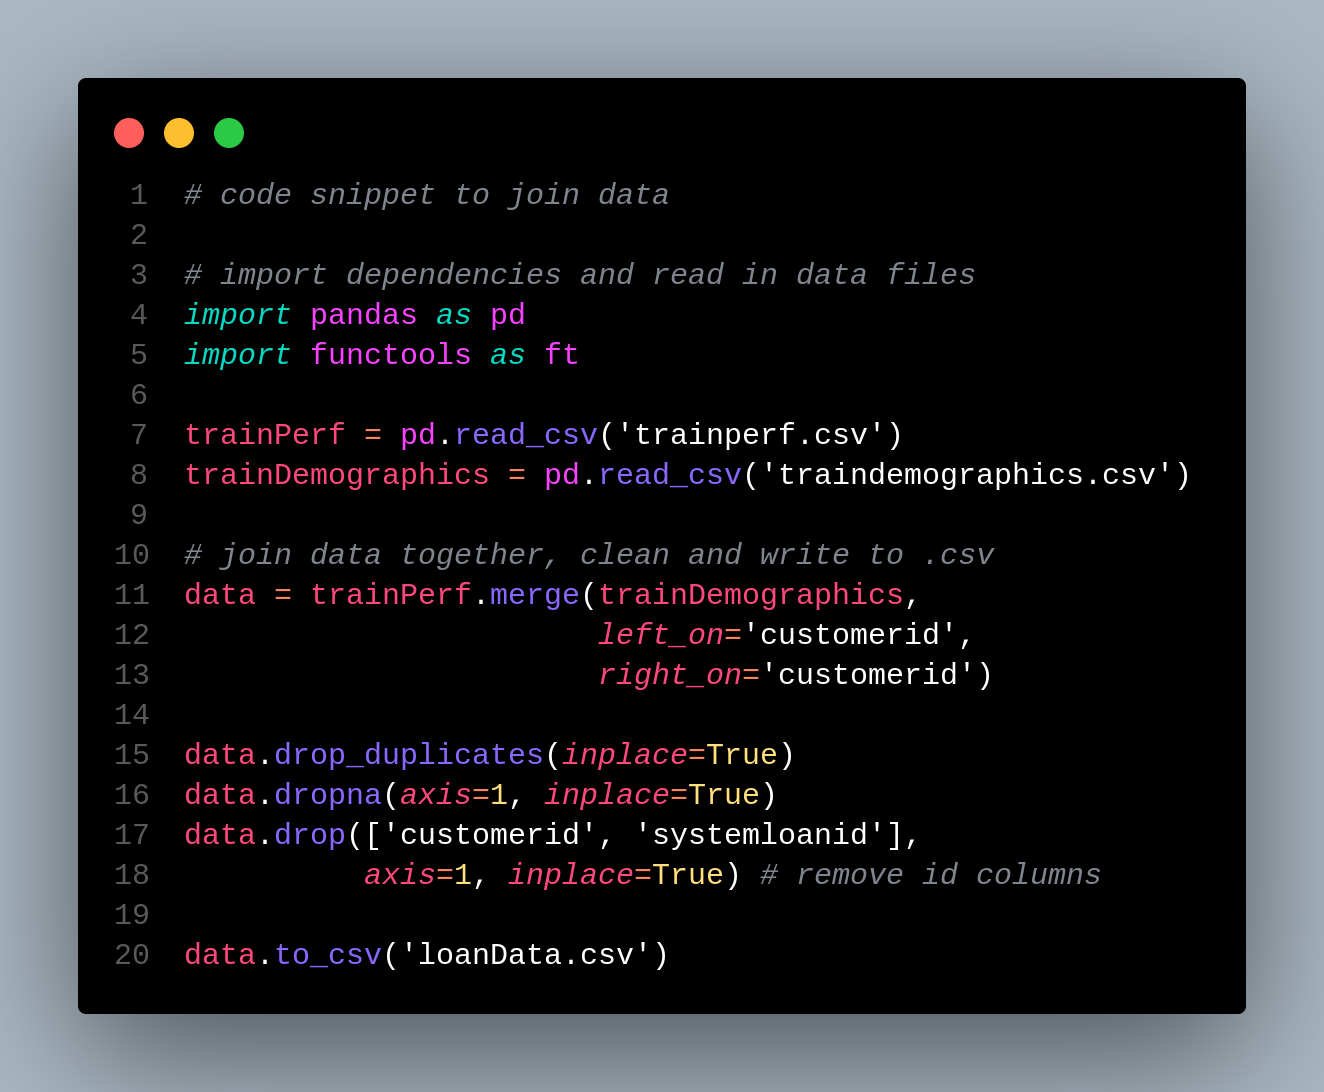 1 # code snippet to join data
2
3 # import dependencies and read in data files
4 import pandas as pd
5 import functools as ft
6
7 trainPerf = pd.read_csv('trainperf.csv')
8 trainDemographics = pd.read_csv('traindemographics.csv')
9
10 # join data together, clean and write to .csv
11 data = trainPerf.merge(trainDemographics,
12                        left_on='customerid',
13                        right_on='customerid')
14
15 data.drop_duplicates(inplace=True)
16 data.dropna(axis=1, inplace=True)
17 data.drop(['customerid', 'systemloanid'],
18           axis=1, inplace=True) # remove id columns
19
20 data.to_csv('loanData.csv')